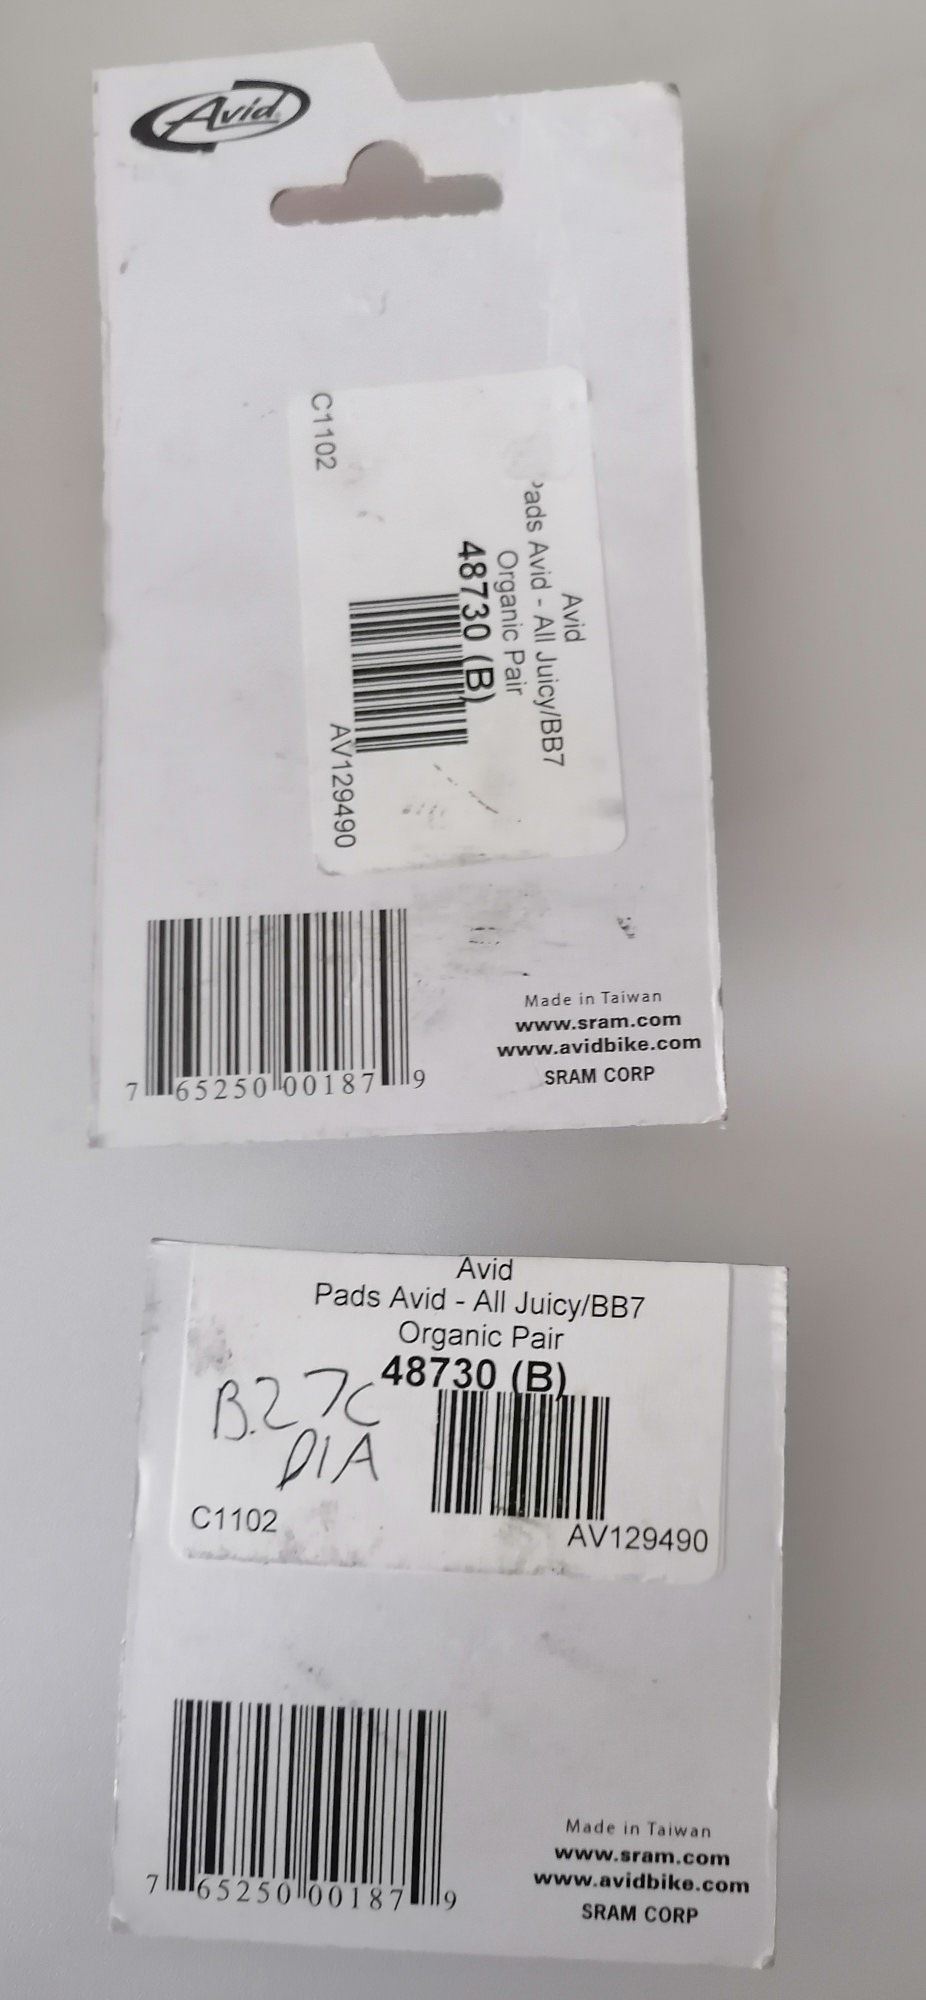 Avid
Avid
Pads Avid - All Juicy/BB7
Organic Pair
48730 (B)
C1102
AV129490
7 65250 00187 9
Made in Taiwan
www.sram.com
www.avidbike.com
SRAM CORP
Avid
Pads Avid - All Juicy/BB7
Organic Pair
48730 (B)
B.27C
DIA
C1102
AV129490
7 65250 00187 9
Made in Taiwan
www.sram.com
www.avidbike.com
SRAM CORP